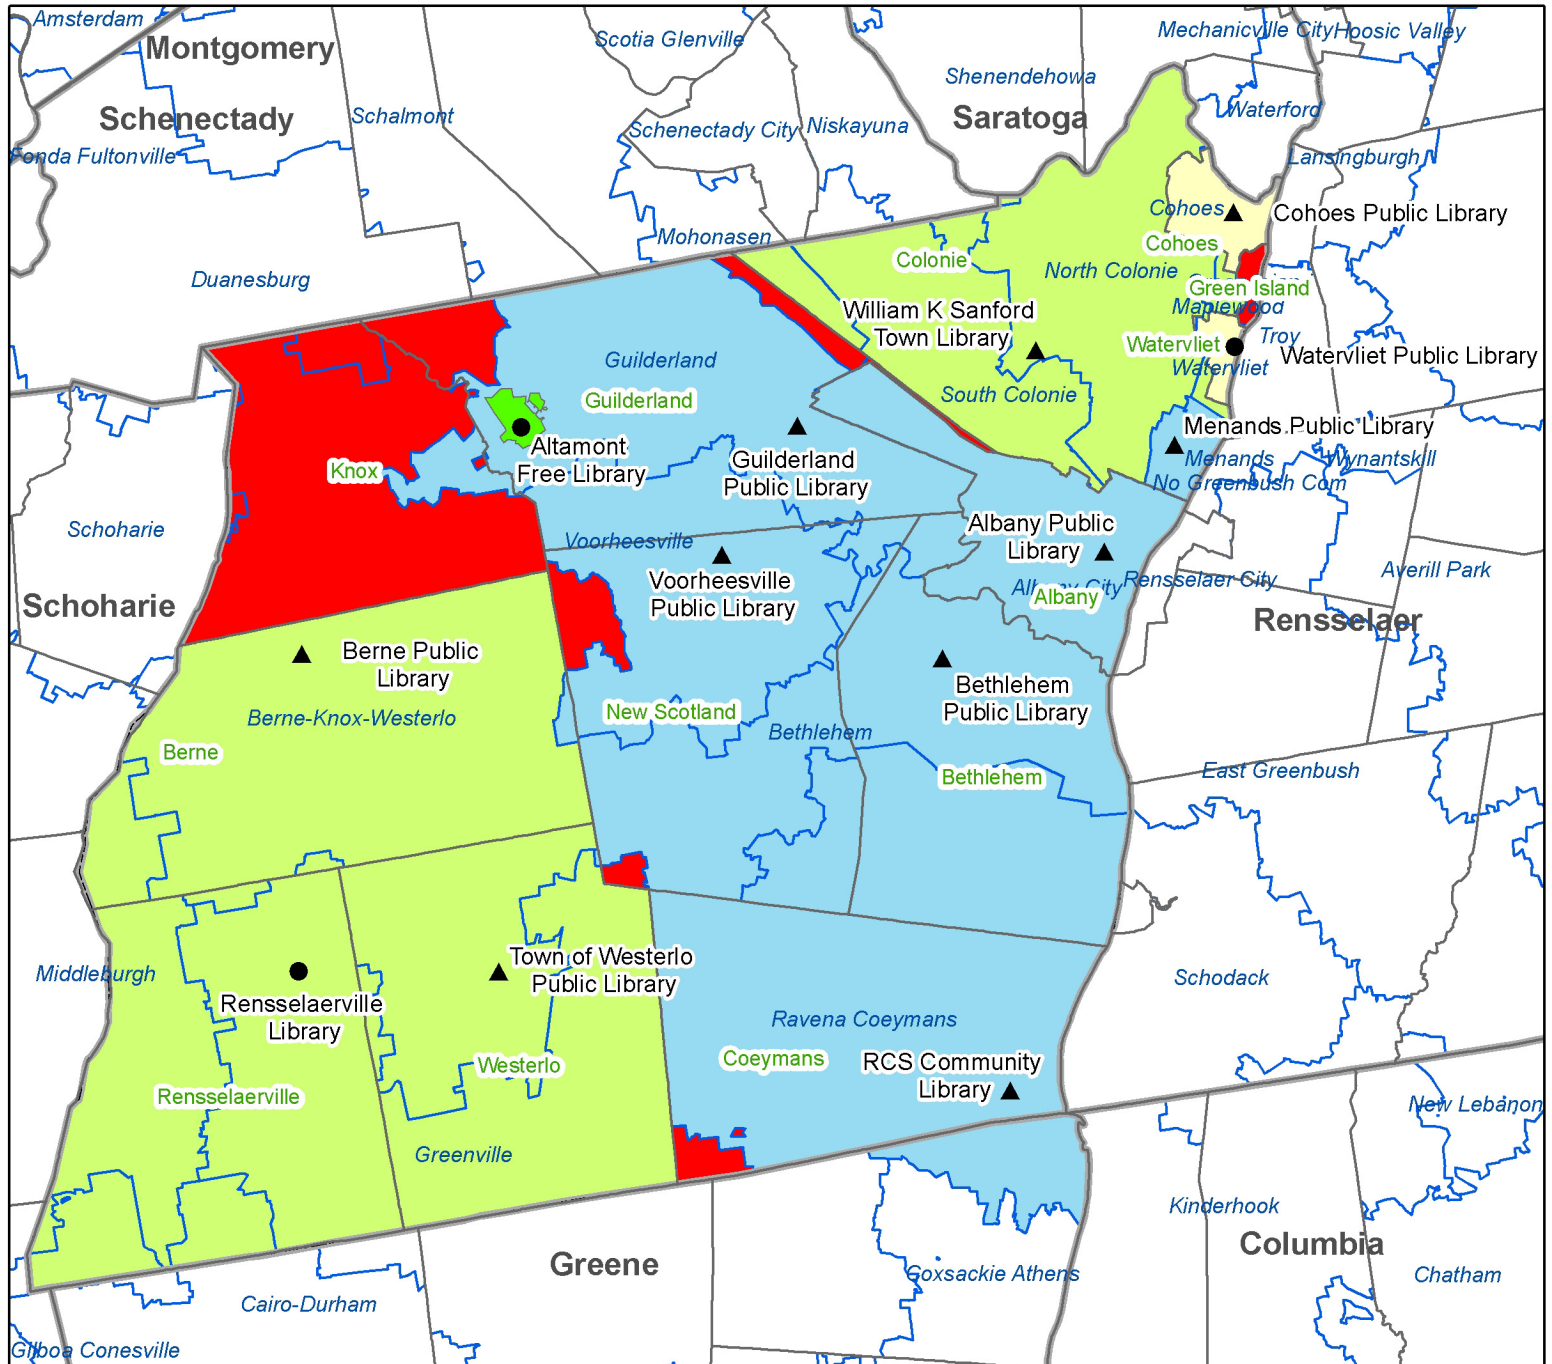 Amsterdam
Montgomery
Scotia Glenville
Mechanicville City
Hoosic Valley
Shenendehowa
Schenectady
Schalmont
Schenectady City
Niskayuna
Saratoga
Waterford
Fonda Fultonville
Lansingburgh
Cohoes
Cohoes Public Library
Mohonasen
Cohoes
Duanesburg
Colonie
North Colonie
Green Island
Maplewood
William K Sanford
Town Library
Troy
Watervliet
Watervliet Public Library
Watervliet
Guilderland
Guilderland
South Colonie
Menands Public Library
Altamont
Free Library
Guilderland
Public Library
Menands
Wynantskill
Knox
No Greenbush Com
Schoharie
Voorheesville
Albany Public
Library
Voorheesville
Public Library
Albany City
Rensselaer City
Averill Park
Albany
Schoharie
Rensselaer
Berne Public
Library
Bethlehem
Public Library
Berne-Knox-Westerlo
New Scotland
Bethlehem
Berne
Bethlehem
East Greenbush
Middleburgh
Town of Westerlo
Public Library
Schodack
Rensselaerville
Library
Ravena Coeymans
Westerlo
Coeymans
RCS Community
Library
Rensselaerville
New Lebanon
Greenville
Kinderhook
Greene
Columbia
Coxsackie Athens
Chatham
Cairo-Durham
Gilboa Conesville